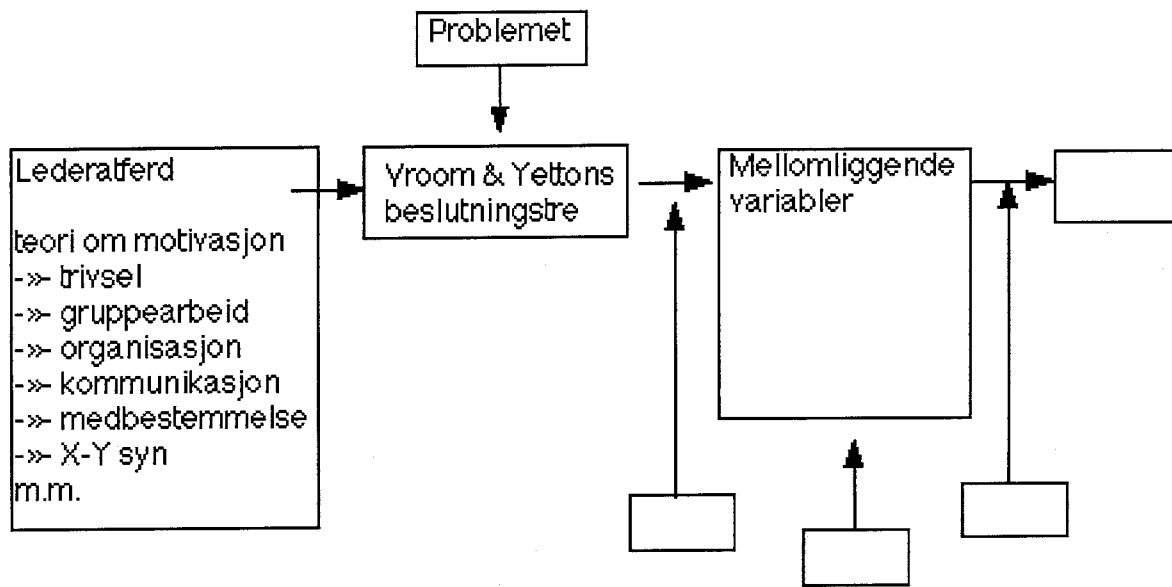 Problemet
Lederatferd
teori om motivasjon
-»- trivsel
-»- gruppearbeid
-»- organisasjon
-»- kommunikasjon
-»- medbestemmelse
-»- X-Y syn
m.m.
Vroom & Yettons
beslutningstre
Mellomliggende
variabler